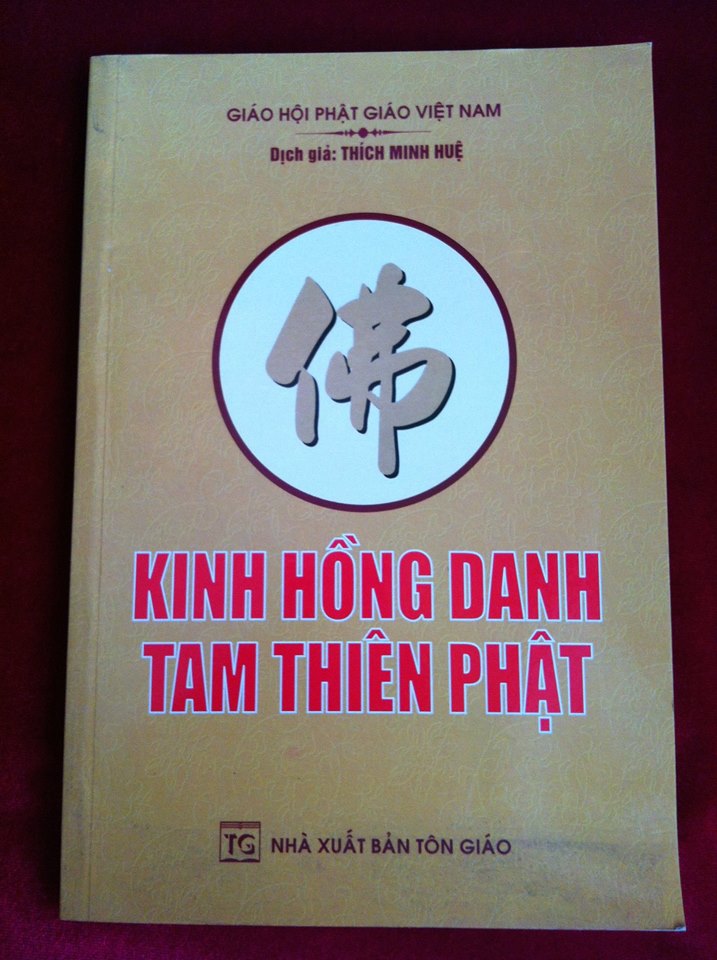 GIÁO HỘI PHẬT GIÁO VIỆT NAM
Dịch giả: THÍCH MINH HUỆ
佛
KINH HỒNG DANH
TAM THIÊN PHẬT
TG NHÀ XUẤT BẢN TÔN GIÁO